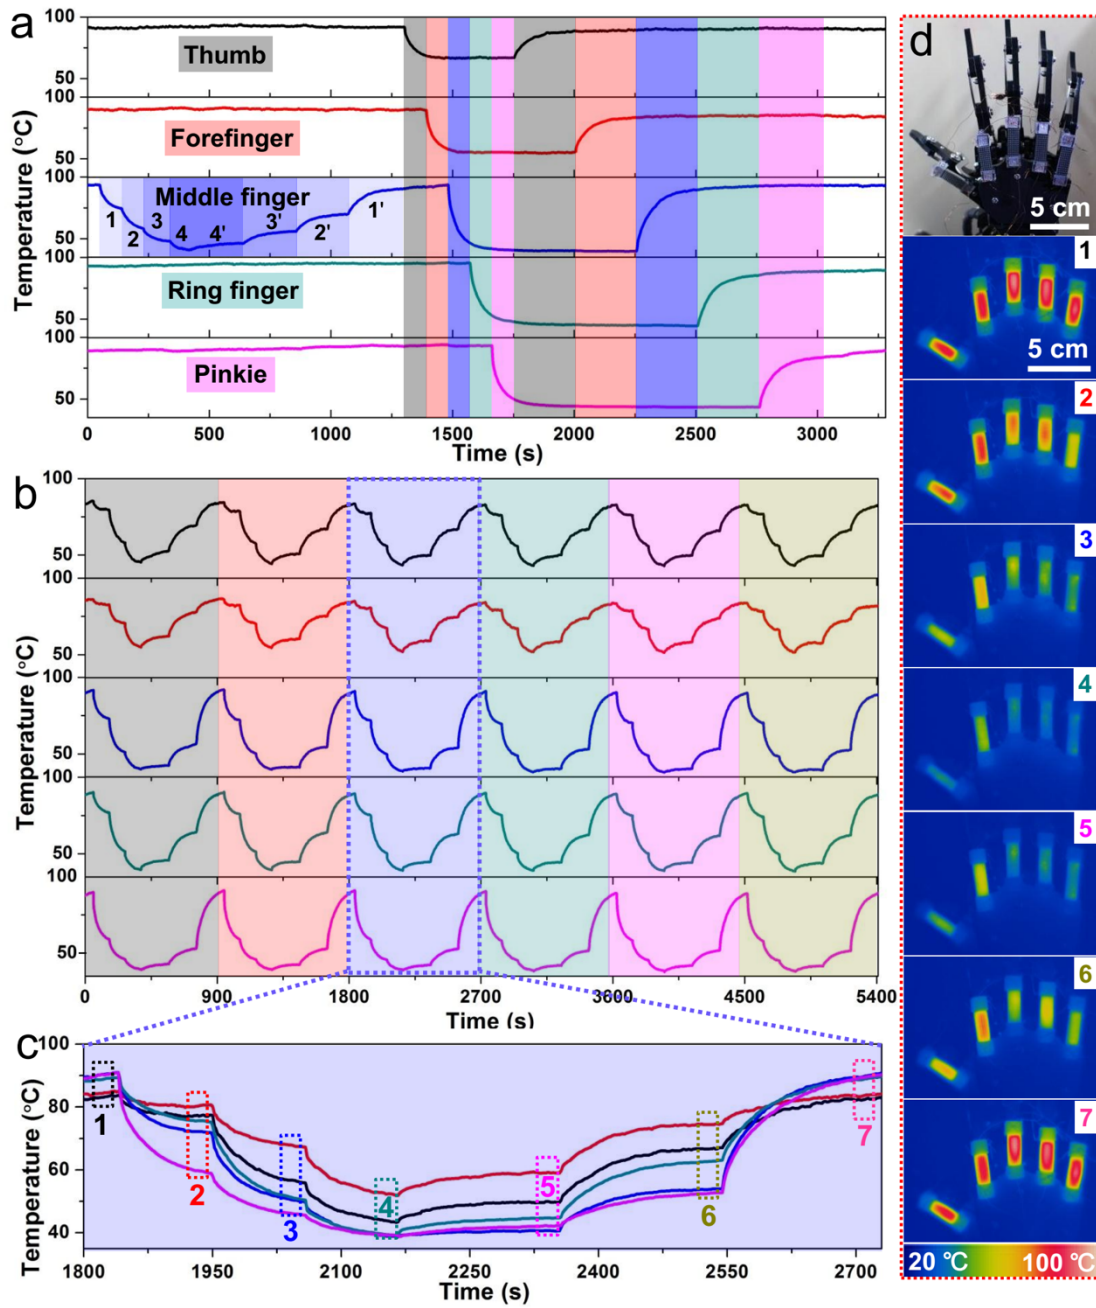 a
Temperature (°C)
100
50
100
50
100
50
100
50
100
50
Thumb
Forefinger
Middle finger
1 2 3 4 4' 3' 2' 1'
Ring finger
Pinkie
0 500 1000 1500 2000 2500 3000
Time (s)
b
Temperature (°C)
100
50
100
50
100
50
100
50
100
50
0 900 1800 2700 3600 4500 5400
Time (s)
c
Temperature (°C)
100
80
60
40
1 2 3 4 5 6 7
1800 1950 2100 2250 2400 2550 2700
Time (s)
d
5 cm
1
5 cm
2
3
4
5
6
7
20 °C 100 °C